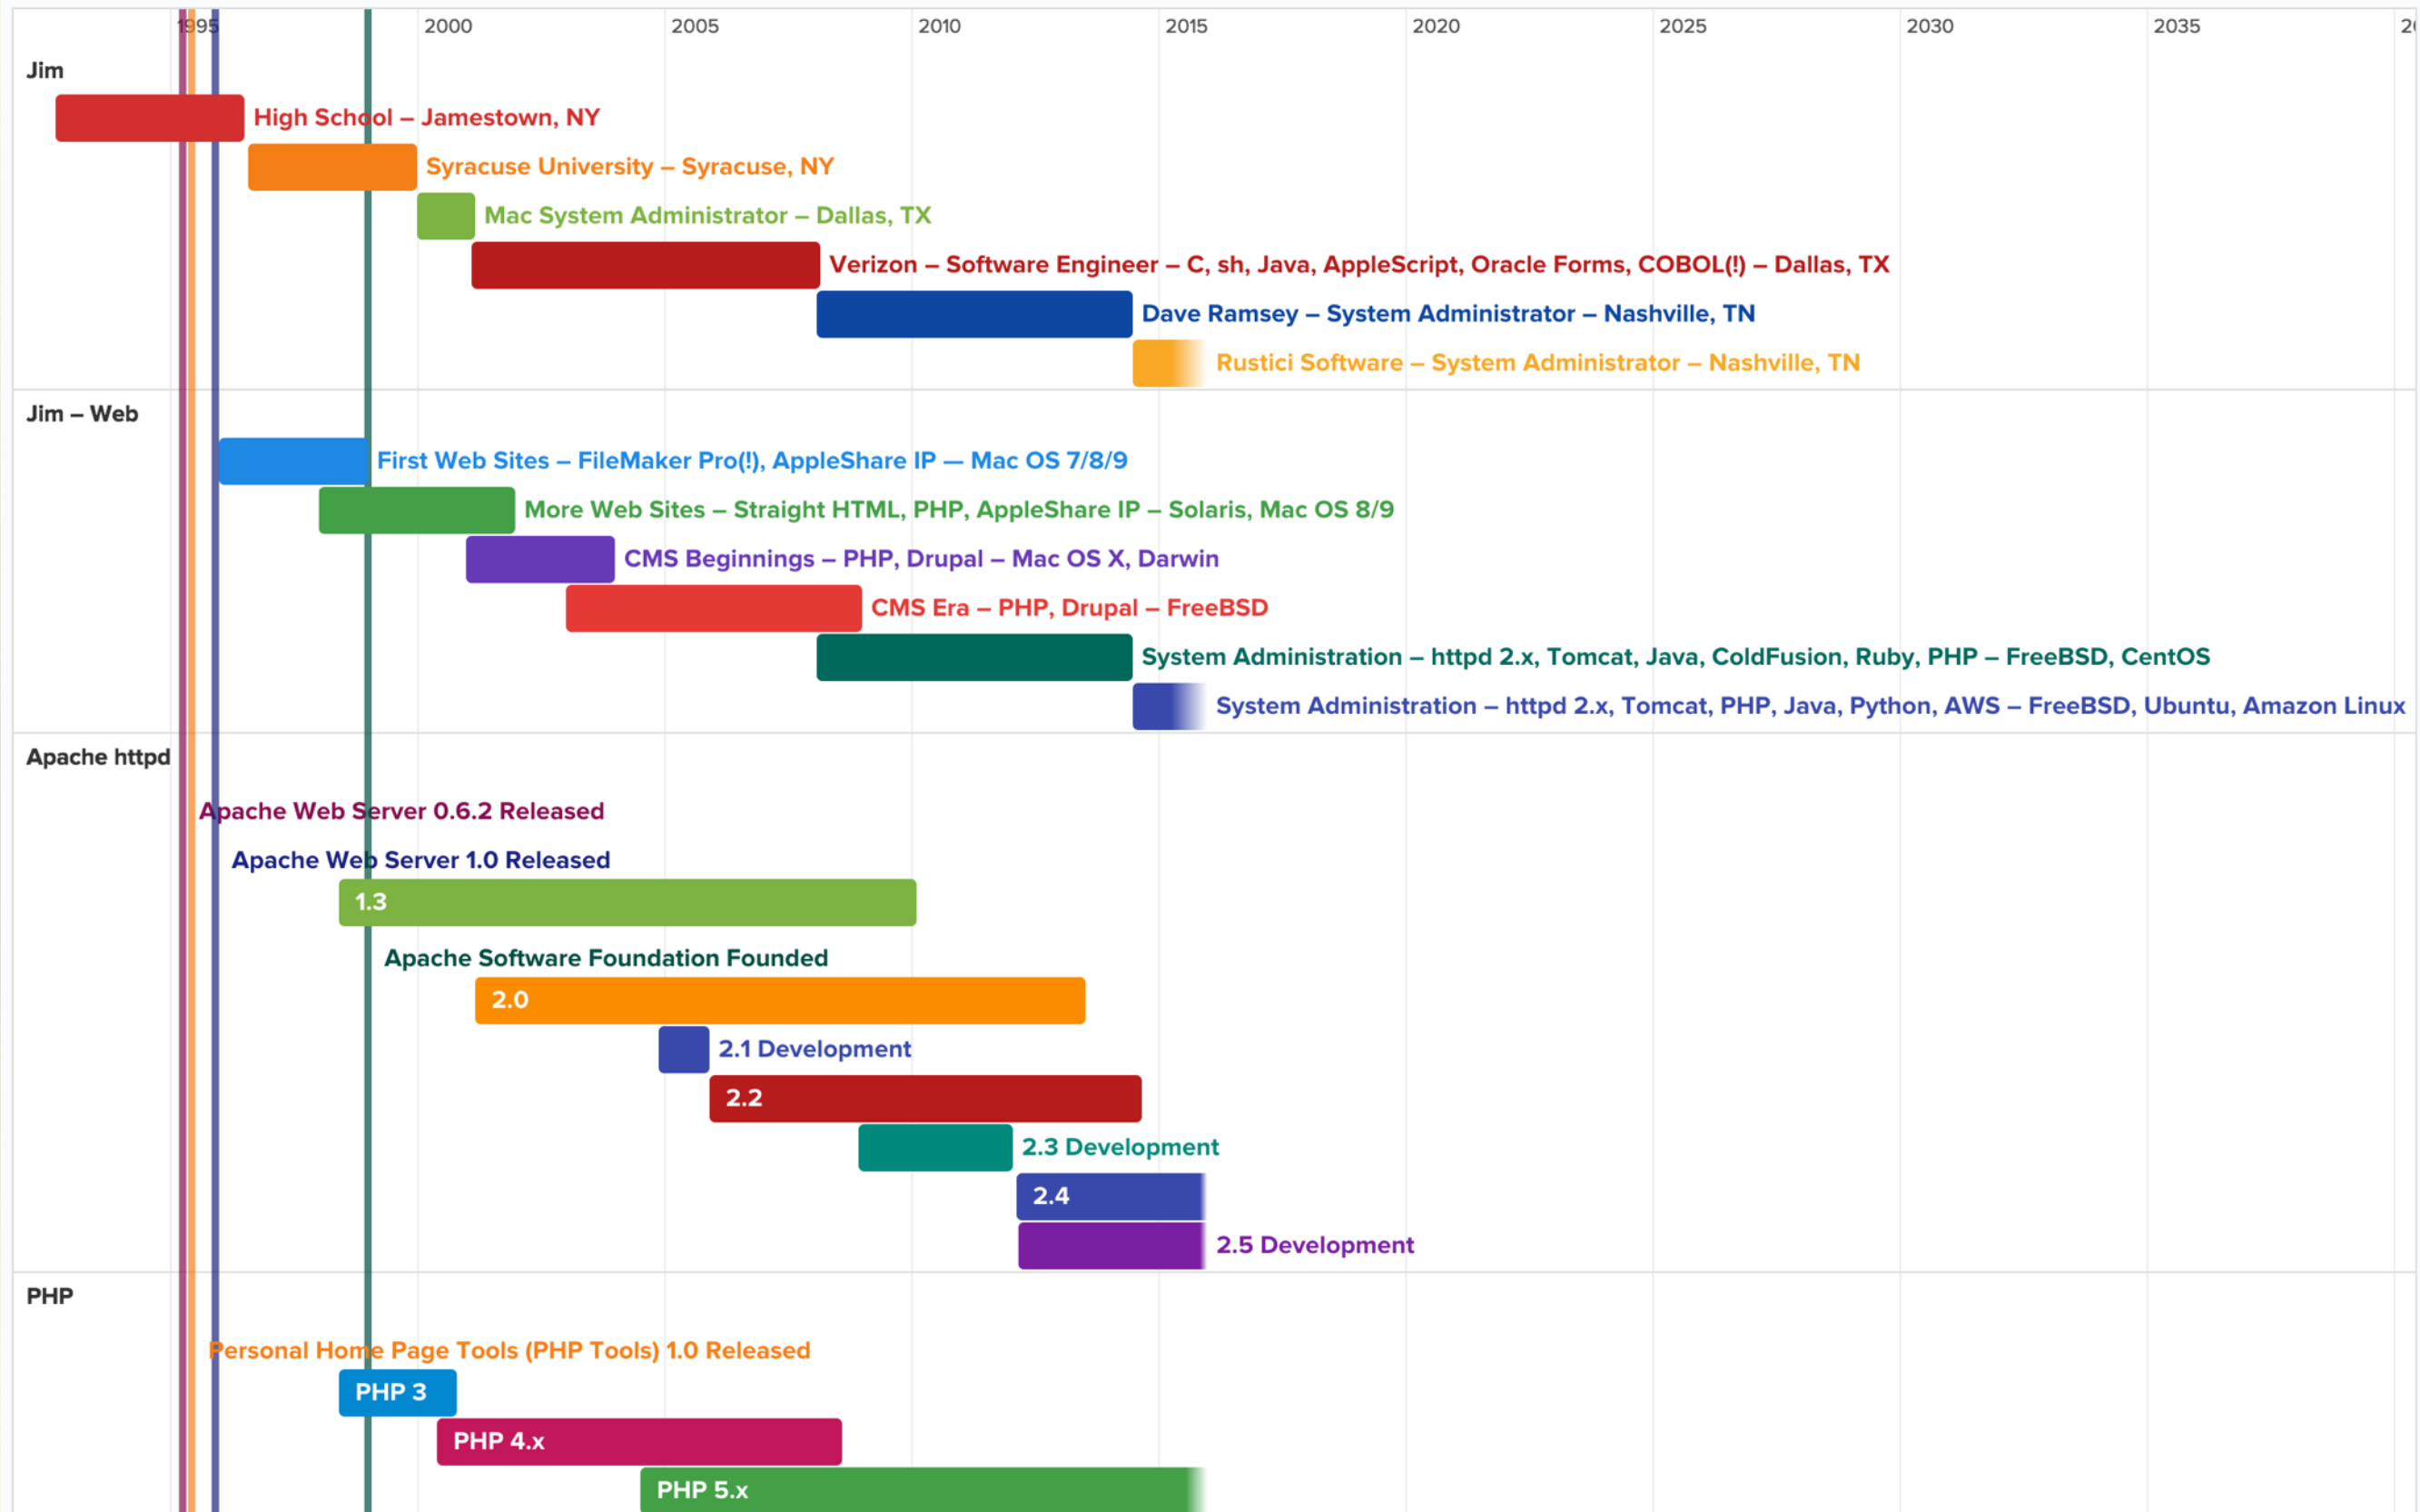 1995 2000 2005 2010 2015 2020 2025 2030 2035
Jim
High School – Jamestown, NY
Syracuse University – Syracuse, NY
Mac System Administrator – Dallas, TX
Verizon – Software Engineer – C, sh, Java, AppleScript, Oracle Forms, COBOL(!) – Dallas, TX
Dave Ramsey – System Administrator – Nashville, TN
Rustici Software – System Administrator – Nashville, TN
Jim – Web
First Web Sites – FileMaker Pro(!), AppleShare IP — Mac OS 7/8/9
More Web Sites – Straight HTML, PHP, AppleShare IP – Solaris, Mac OS 8/9
CMS Beginnings – PHP, Drupal – Mac OS X, Darwin
CMS Era – PHP, Drupal – FreeBSD
System Administration – httpd 2.x, Tomcat, Java, ColdFusion, Ruby, PHP – FreeBSD, CentOS
System Administration – httpd 2.x, Tomcat, PHP, Java, Python, AWS – FreeBSD, Ubuntu, Amazon Linux
Apache httpd
Apache Web Server 0.6.2 Released
Apache Web Server 1.0 Released
1.3
Apache Software Foundation Founded
2.0
2.1 Development
2.2
2.3 Development
2.4
2.5 Development
PHP
Personal Home Page Tools (PHP Tools) 1.0 Released
PHP 3
PHP 4.x
PHP 5.x